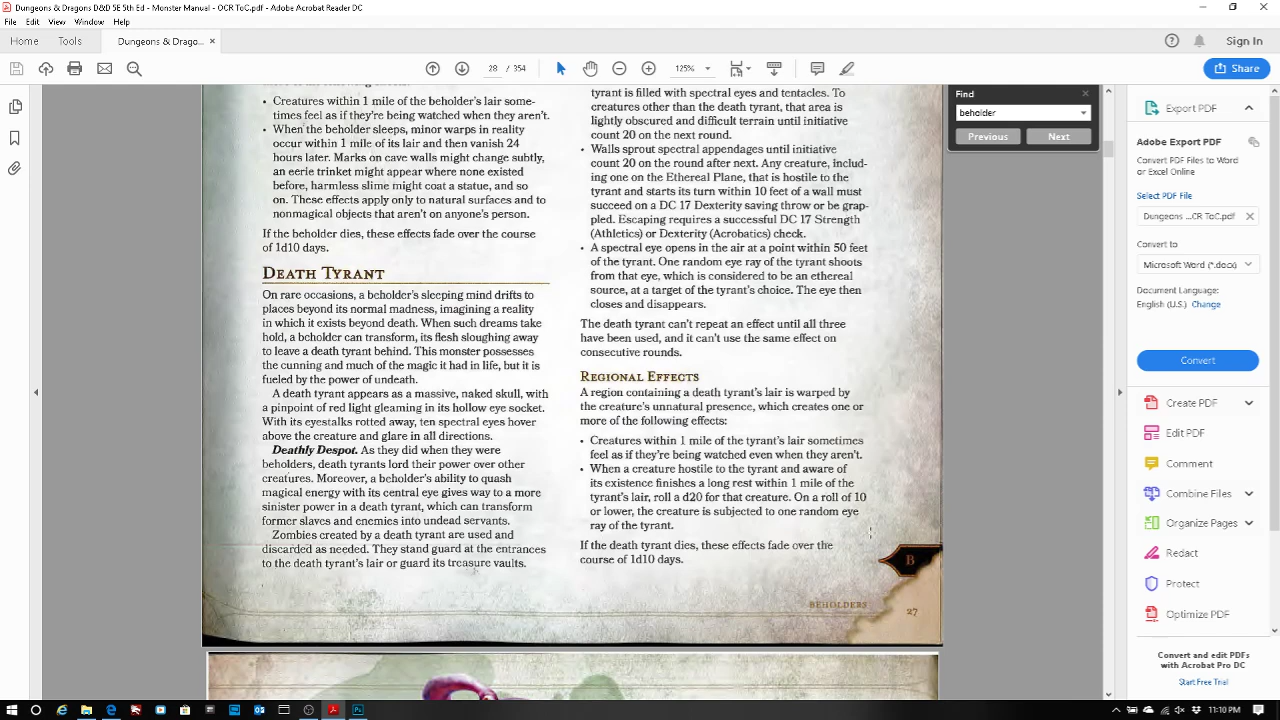 Dungeons & Dragons D&D 5E 5th Ed - Monster Manual - OCR ToC.pdf - Adobe Acrobat Reader DC
File Edit View Window Help
Home Tools Dungeons & Drago... ×
Sign In
28 / 354
125%
Share
• Creatures within 1 mile of the beholder's lair some-
times feel as if they're being watched when they aren't.
• When the beholder sleeps, minor warps in reality
occur within 1 mile of its lair and then vanish 24
hours later. Marks on cave walls might change subtly,
an eerie trinket might appear where none existed
before, harmless slime might coat a statue, and so
on. These effects apply only to natural surfaces and to
nonmagical objects that aren't on anyone's person.
If the beholder dies, these effects fade over the course
of 1d10 days.
DEATH TYRANT
On rare occasions, a beholder's sleeping mind drifts to
places beyond its normal madness, imagining a reality
in which it exists beyond death. When such dreams take
hold, a beholder can transform, its flesh sloughing away
to leave a death tyrant behind. This monster possesses
the cunning and much of the magic it had in life, but it is
fueled by the power of undeath.
A death tyrant appears as a massive, naked skull, with
a pinpoint of red light gleaming in its hollow eye socket.
With its eyestalks rotted away, ten spectral eyes hover
above the creature and glare in all directions.
Deathly Despot. As they did when they were
beholders, death tyrants lord their power over other
creatures. Moreover, a beholder's ability to quash
magical energy with its central eye gives way to a more
sinister power in a death tyrant, which can transform
former slaves and enemies into undead servants.
Zombies created by a death tyrant are used and
discarded as needed. They stand guard at the entrances
to the death tyrant's lair or guard its treasure vaults.
tyrant is filled with spectral eyes and tentacles. To
creatures other than the death tyrant, that area is
lightly obscured and difficult terrain until initiative
count 20 on the next round.
• Walls sprout spectral appendages until initiative
count 20 on the round after next. Any creature, includ-
ing one on the Ethereal Plane, that is hostile to the
tyrant and starts its turn within 10 feet of a wall must
succeed on a DC 17 Dexterity saving throw or be grap-
pled. Escaping requires a successful DC 17 Strength
(Athletics) or Dexterity (Acrobatics) check.
• A spectral eye opens in the air at a point within 50 feet
of the tyrant. One random eye ray of the tyrant shoots
from that eye, which is considered to be an ethereal
source, at a target of the tyrant's choice. The eye then
closes and disappears.
The death tyrant can't repeat an effect until all three
have been used, and it can't use the same effect on
consecutive rounds.
REGIONAL EFFECTS
A region containing a death tyrant's lair is warped by
the creature's unnatural presence, which creates one or
more of the following effects:
• Creatures within 1 mile of the tyrant's lair sometimes
feel as if they're being watched even when they aren't.
• When a creature hostile to the tyrant and aware of
its existence finishes a long rest within 1 mile of the
tyrant's lair, roll a d20 for that creature. On a roll of 10
or lower, the creature is subjected to one random eye
ray of the tyrant.
If the death tyrant dies, these effects fade over the
course of 1d10 days.
B
BEHOLDERS
27
Find
beholder
Previous Next
Export PDF
Adobe Export PDF
Convert PDF Files to Word
or Excel Online
Select PDF File
Dungeons ...CR ToC.pdf
Convert to
Microsoft Word (*.docx)
Document Language:
English (U.S.) Change
Convert
Create PDF
Edit PDF
Comment
Combine Files
Organize Pages
Redact
Protect
Optimize PDF
Convert and edit PDFs
with Acrobat Pro DC
Start Free Trial
11:10 PM